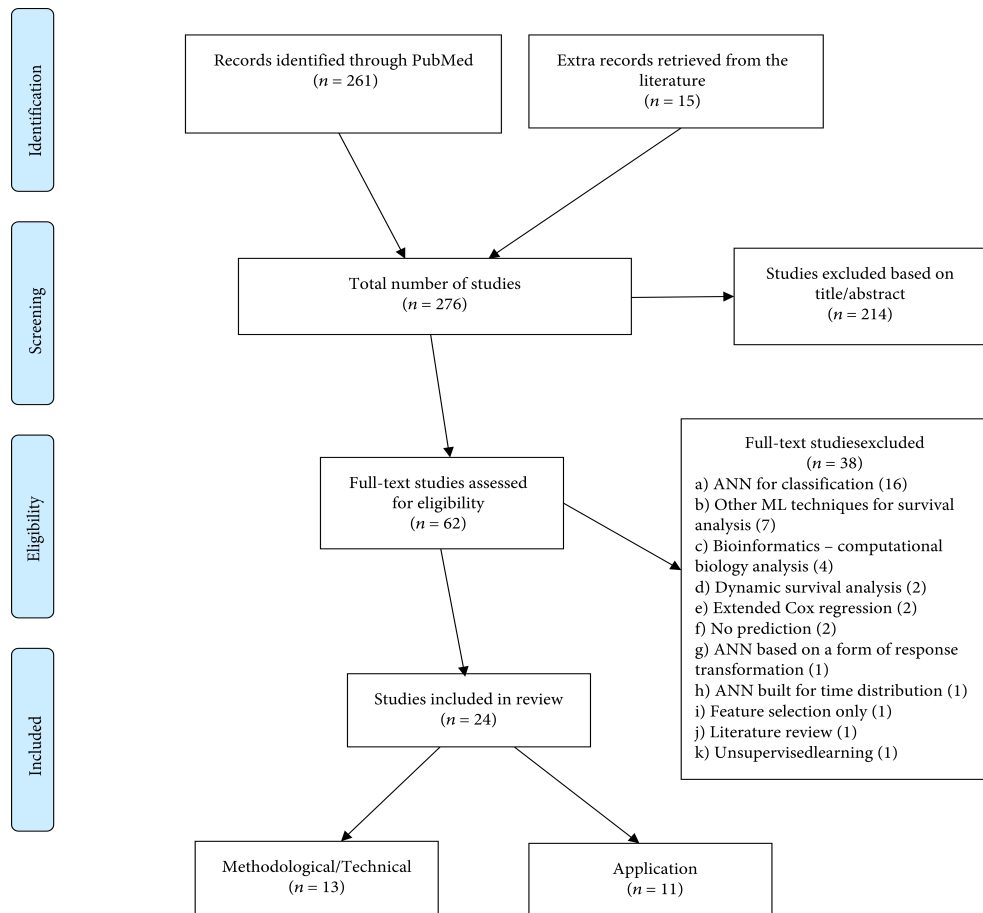 Identification
Records identified through PubMed
(n = 261)
Extra records retrieved from the
literature
(n = 15)
Screening
Total number of studies
(n = 276)
Studies excluded based on
title/abstract
(n = 214)
Eligibility
Full-text studies assessed
for eligibility
(n = 62)
Full-text studiesexcluded
(n = 38)
a) ANN for classification (16)
b) Other ML techniques for survival
analysis (7)
c) Bioinformatics – computational
biology analysis (4)
d) Dynamic survival analysis (2)
e) Extended Cox regression (2)
f) No prediction (2)
g) ANN based on a form of response
transformation (1)
h) ANN built for time distribution (1)
i) Feature selection only (1)
j) Literature review (1)
k) Unsupervisedlearning (1)
Included
Studies included in review
(n = 24)
Methodological/Technical
(n = 13)
Application
(n = 11)